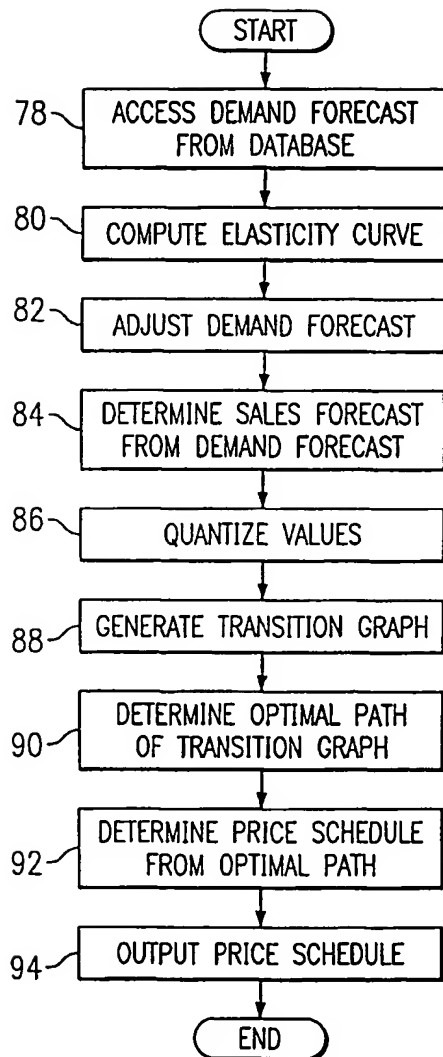 START
78
ACCESS DEMAND FORECAST
FROM DATABASE
80
COMPUTE ELASTICITY CURVE
82
ADJUST DEMAND FORECAST
84
DETERMINE SALES FORECAST
FROM DEMAND FORECAST
86
QUANTIZE VALUES
88
GENERATE TRANSITION GRAPH
90
DETERMINE OPTIMAL PATH
OF TRANSITION GRAPH
92
DETERMINE PRICE SCHEDULE
FROM OPTIMAL PATH
94
OUTPUT PRICE SCHEDULE
END